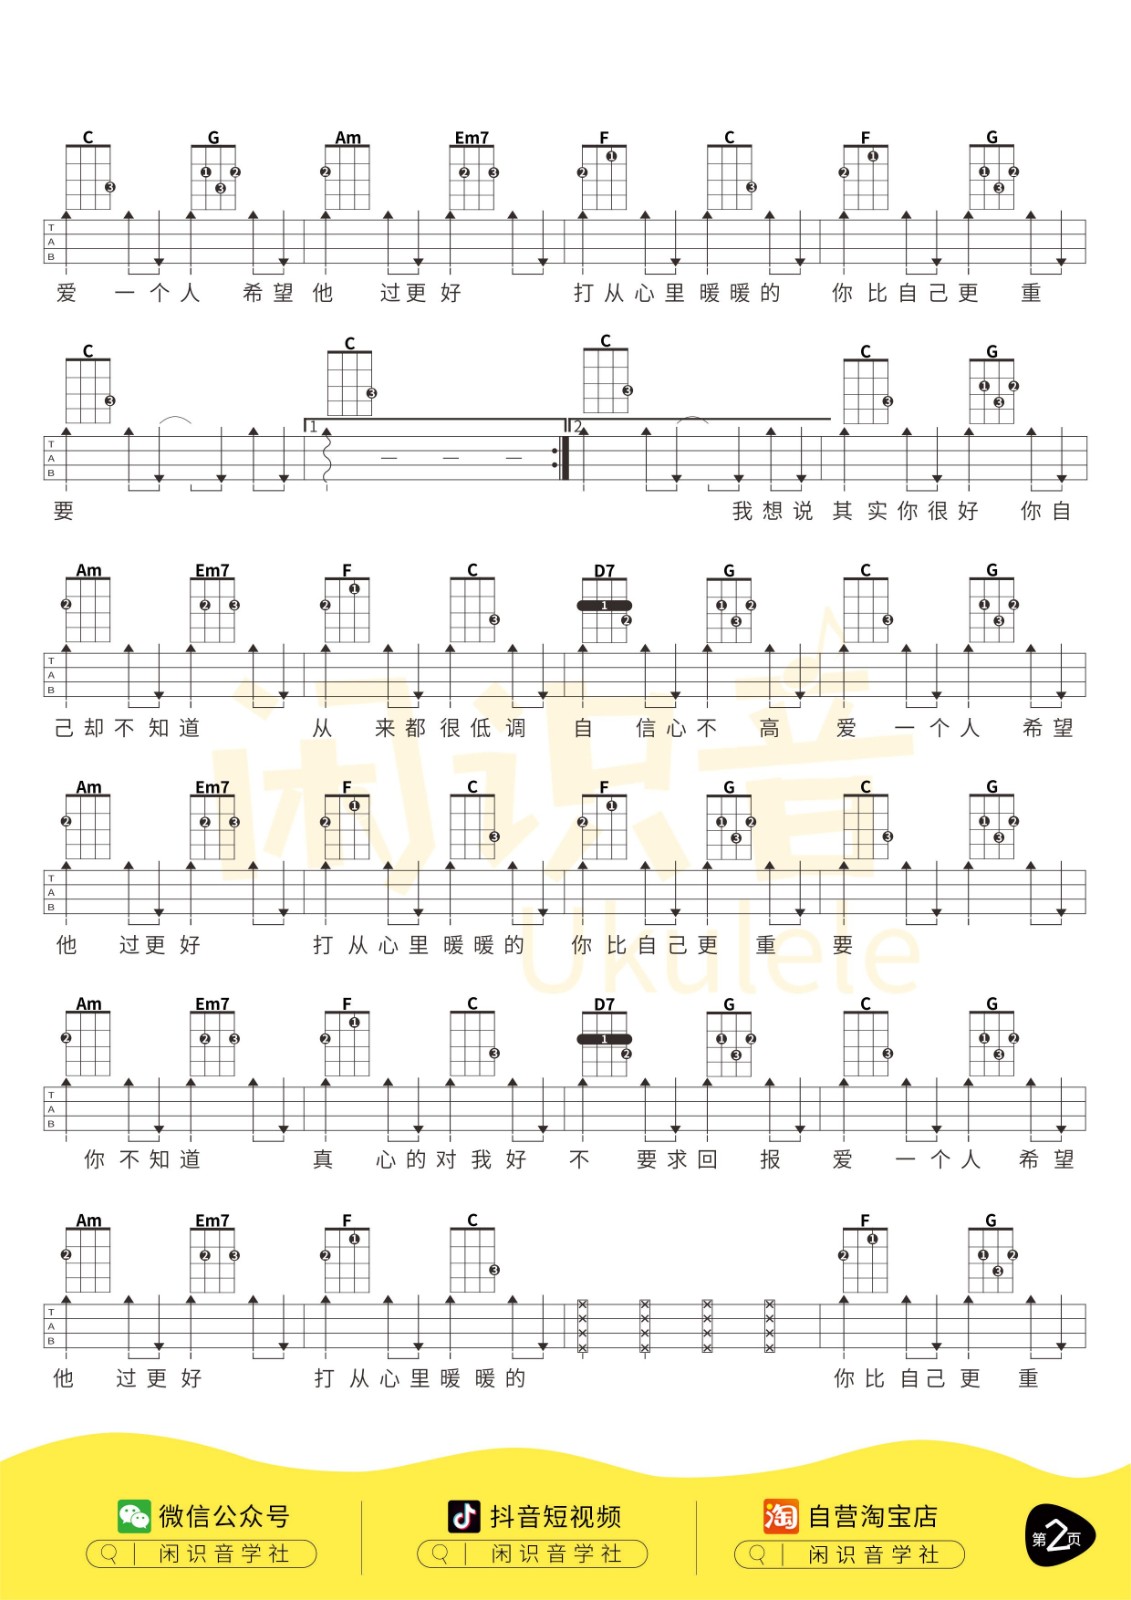 C G Am Em7 F C F G
T
A
B
爱 一 个 人 希 望 他 过 更 好 打 从 心 里 暖 暖 的 你 比 自 己 更 重
C C C C G
1 2
T
A
B
要 我 想 说 其 实 你 很 好 你 自
Am Em7 F C D7 G C G
T
A
B
己 却 不 知 道 从 来 都 很 低 调 自 信 心 不 高 爱 一 个 人 希 望
Am Em7 F C F G C G
T
A
B
他 过 更 好 打 从 心 里 暖 暖 的 你 比 自 己 更 重 要
Am Em7 F C D7 G C G
T
A
B
你 不 知 道 真 心 的 对 我 好 不 要 求 回 报 爱 一 个 人 希 望
Am Em7 F C F G
T
A
B
他 过 更 好 打 从 心 里 暖 暖 的 你 比 自 己 更 重
闲识音
Ukulele
微信公众号 抖音短视频 自营淘宝店
闲识音学社 闲识音学社 闲识音学社
第2页